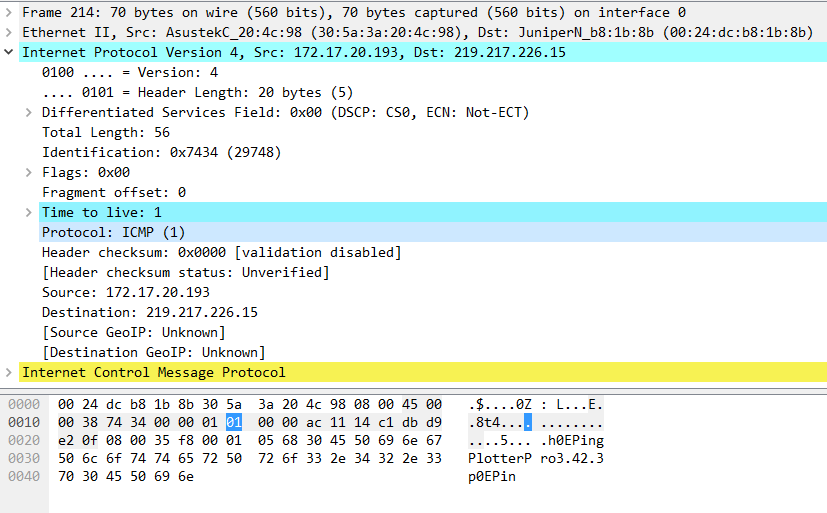 Frame 214: 70 bytes on wire (560 bits), 70 bytes captured (560 bits) on interface 0
Ethernet II, Src: AsustekC_20:4c:98 (30:5a:3a:20:4c:98), Dst: JuniperN_b8:1b:8b (00:24:dc:b8:1b:8b)
Internet Protocol Version 4, Src: 172.17.20.193, Dst: 219.217.226.15
0100 .... = Version: 4
.... 0101 = Header Length: 20 bytes (5)
Differentiated Services Field: 0x00 (DSCP: CS0, ECN: Not-ECT)
Total Length: 56
Identification: 0x7434 (29748)
Flags: 0x00
Fragment offset: 0
Time to live: 1
Protocol: ICMP (1)
Header checksum: 0x0000 [validation disabled]
[Header checksum status: Unverified]
Source: 172.17.20.193
Destination: 219.217.226.15
[Source GeoIP: Unknown]
[Destination GeoIP: Unknown]
Internet Control Message Protocol
0000 00 24 dc b8 1b 8b 30 5a 3a 20 4c 98 08 00 45 00 .$....0Z : L...E.
0010 00 38 74 34 00 00 01 01 00 00 ac 11 14 c1 db d9 .8t4.... ........
0020 e2 0f 08 00 35 f8 00 01 05 68 30 45 50 69 6e 67 ....5... .h0EPing
0030 50 6c 6f 74 74 65 72 50 72 6f 33 2e 34 32 2e 33 PlotterP ro3.42.3
0040 70 30 45 50 69 6e p0EPin